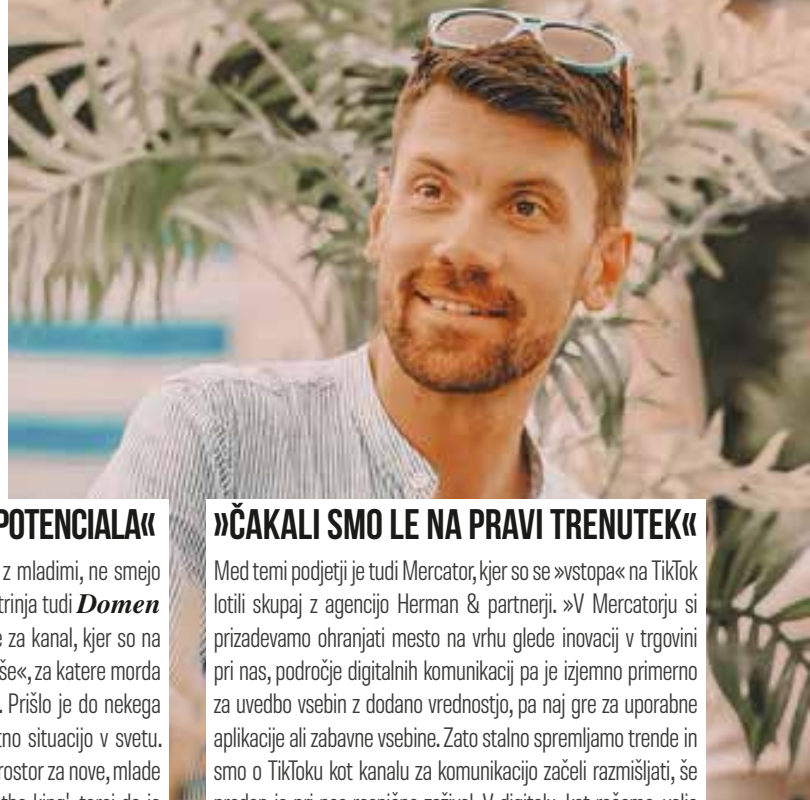 POTENCIALA«
z mladimi, ne smejo
trinja tudi Domen
e za kanal, kjer so na
še«, za katere morda
. Prišlo je do nekega
tno situacijo v svetu.
rostor za nove, mlade
»ČAKALI SMO LE NA PRAVI TRENUTEK«
Med temi podjetji je tudi Mercator, kjer so se »vstopa« na TikTok
lotili skupaj z agencijo Herman & partnerji. »V Mercatorju si
prizadevamo ohranjati mesto na vrhu glede inovacij v trgovini
pri nas, področje digitalnih komunikacij pa je izjemno primerno
za uvedbo vsebin z dodano vrednostjo, pa naj gre za uporabne
aplikacije ali zabavne vsebine. Zato stalno spremljamo trende in
smo o TikToku kot kanalu za komunikacijo začeli razmišljati, še